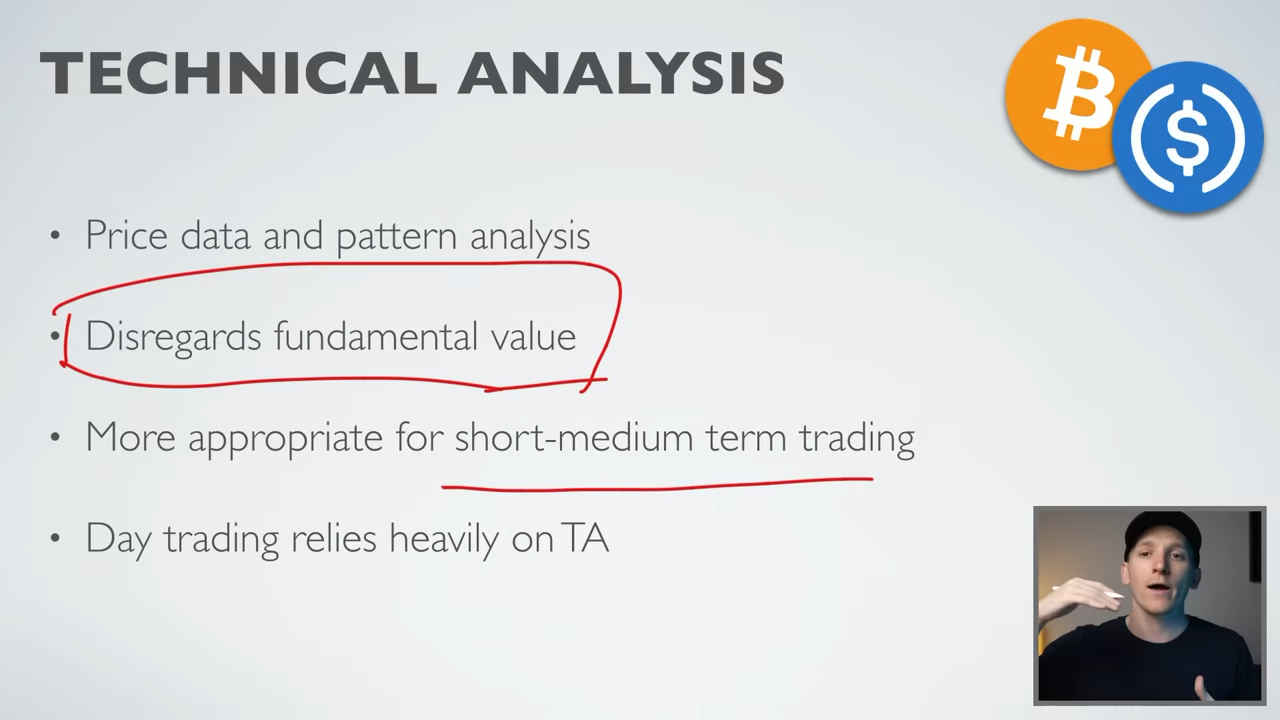 TECHNICAL ANALYSIS
• Price data and pattern analysis
• Disregards fundamental value
• More appropriate for short-medium term trading
• Day trading relies heavily on TA